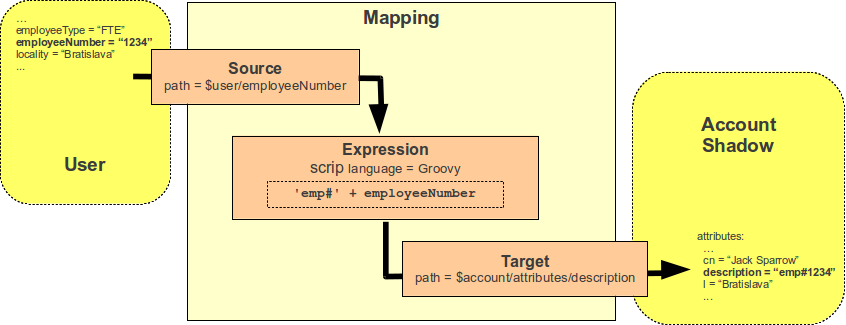 ...
employeeType = “FTE”
employeeNumber = “1234”
locality = “Bratislava”
...
User
Mapping
Source
path = $user/employeeNumber
Expression
scrip language = Groovy
'emp#' + employeeNumber
Target
path = $account/attributes/description
Account
Shadow
attributes:
...
cn = “Jack Sparrow”
description = “emp#1234”
l = “Bratislava”
...